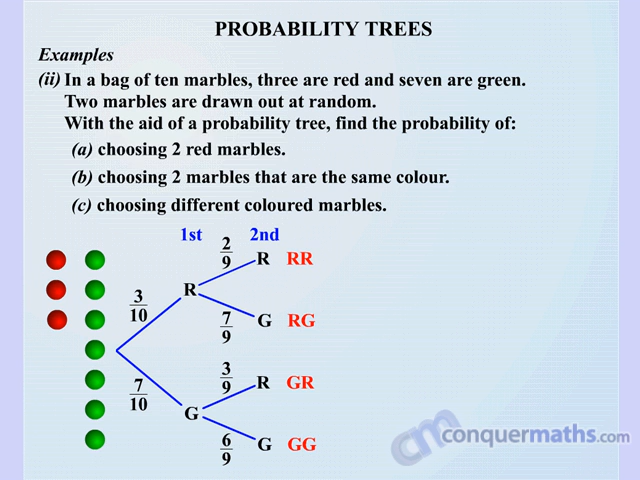 PROBABILITY TREES
Examples
(ii) In a bag of ten marbles, three are red and seven are green.
Two marbles are drawn out at random.
With the aid of a probability tree, find the probability of:
(a) choosing 2 red marbles.
(b) choosing 2 marbles that are the same colour.
(c) choosing different coloured marbles.
1st 2nd
2/9 R RR
3/10 R
7/9 G RG
3/9 R GR
7/10 G
6/9 G GG
cm conquermaths.com